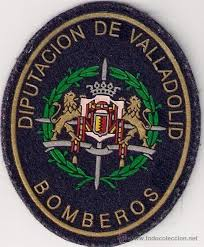 DIPUTACION DE VALLADOLID
BOMBEROS
www.todocoleccion.net